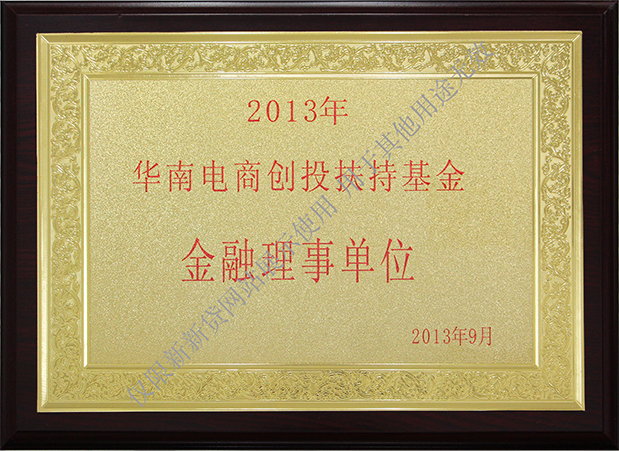 2013年
华南电商创投扶持基金
金融理事单位
2013年9月
仅限新新贷网站展示使用 用于其他用途无效